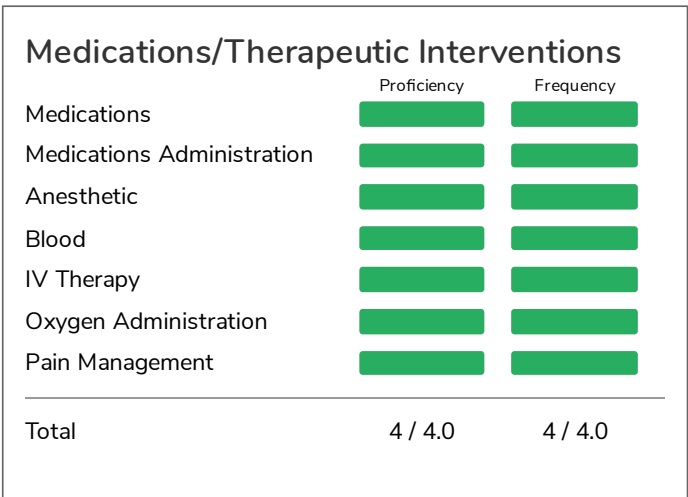 Medications/Therapeutic Interventions
Proficiency Frequency
Medications
Medications Administration
Anesthetic
Blood
IV Therapy
Oxygen Administration
Pain Management
Total 4 / 4.0 4 / 4.0